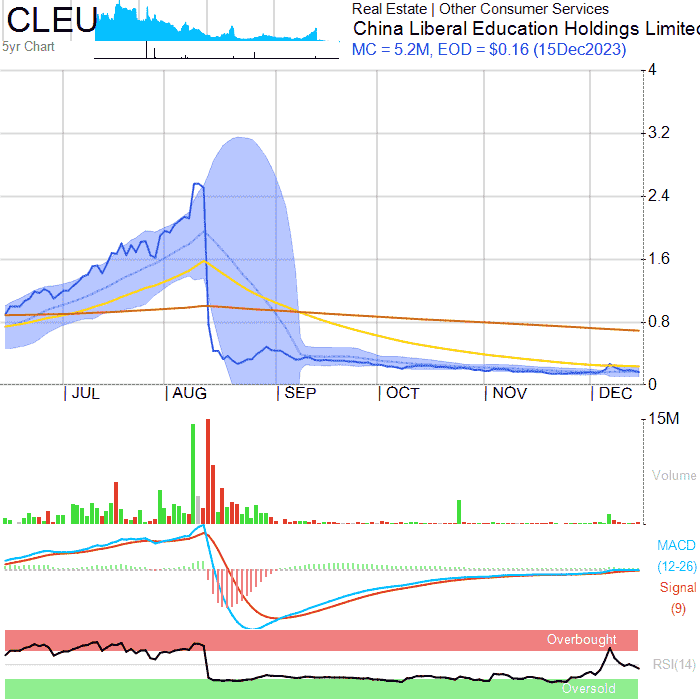 CLEU
5yr Chart
Real Estate | Other Consumer Services
China Liberal Education Holdings Limited
MC = 5.2M, EOD = $0.16 (15Dec2023)
4
3.2
2.4
1.6
0.8
0
| JUL | AUG | SEP | OCT | NOV | DEC
15M
Volume
MACD
(12-26)
Signal
(9)
Overbought
RSI(14)
Oversold